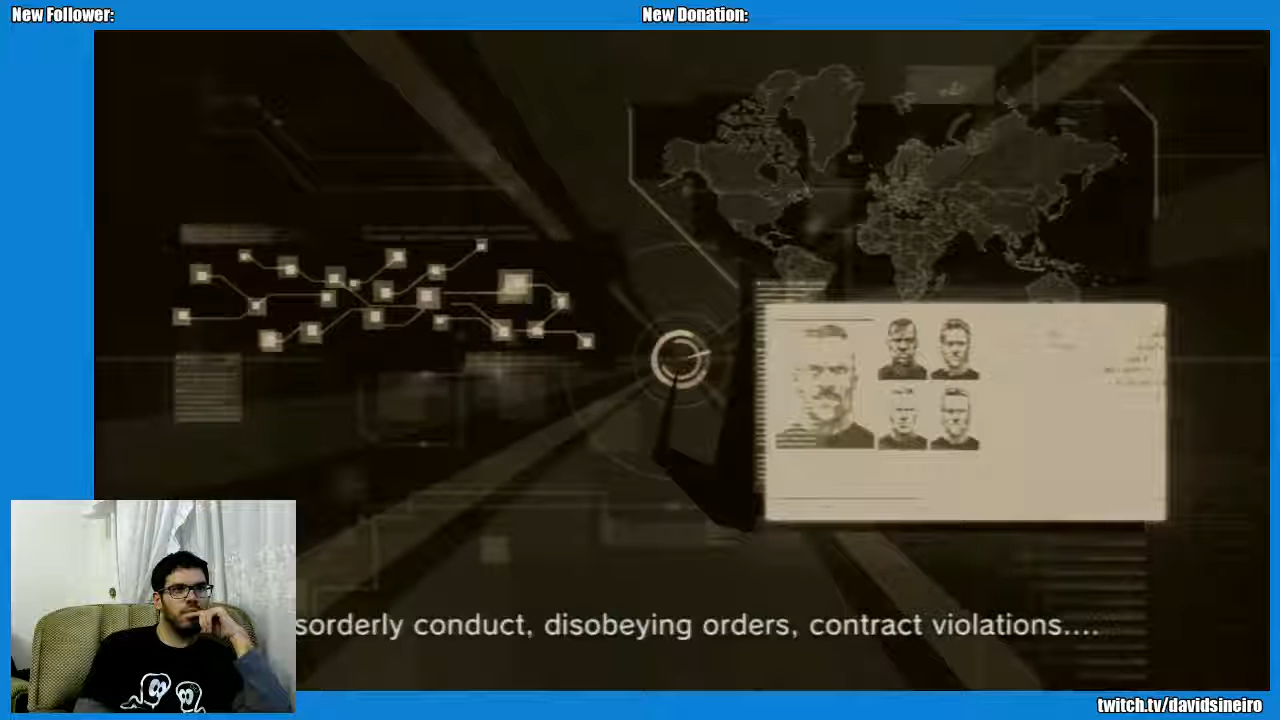 New Follower:
New Donation:
sorderly conduct, disobeying orders, contract violations....
twitch.tv/davidsineiro